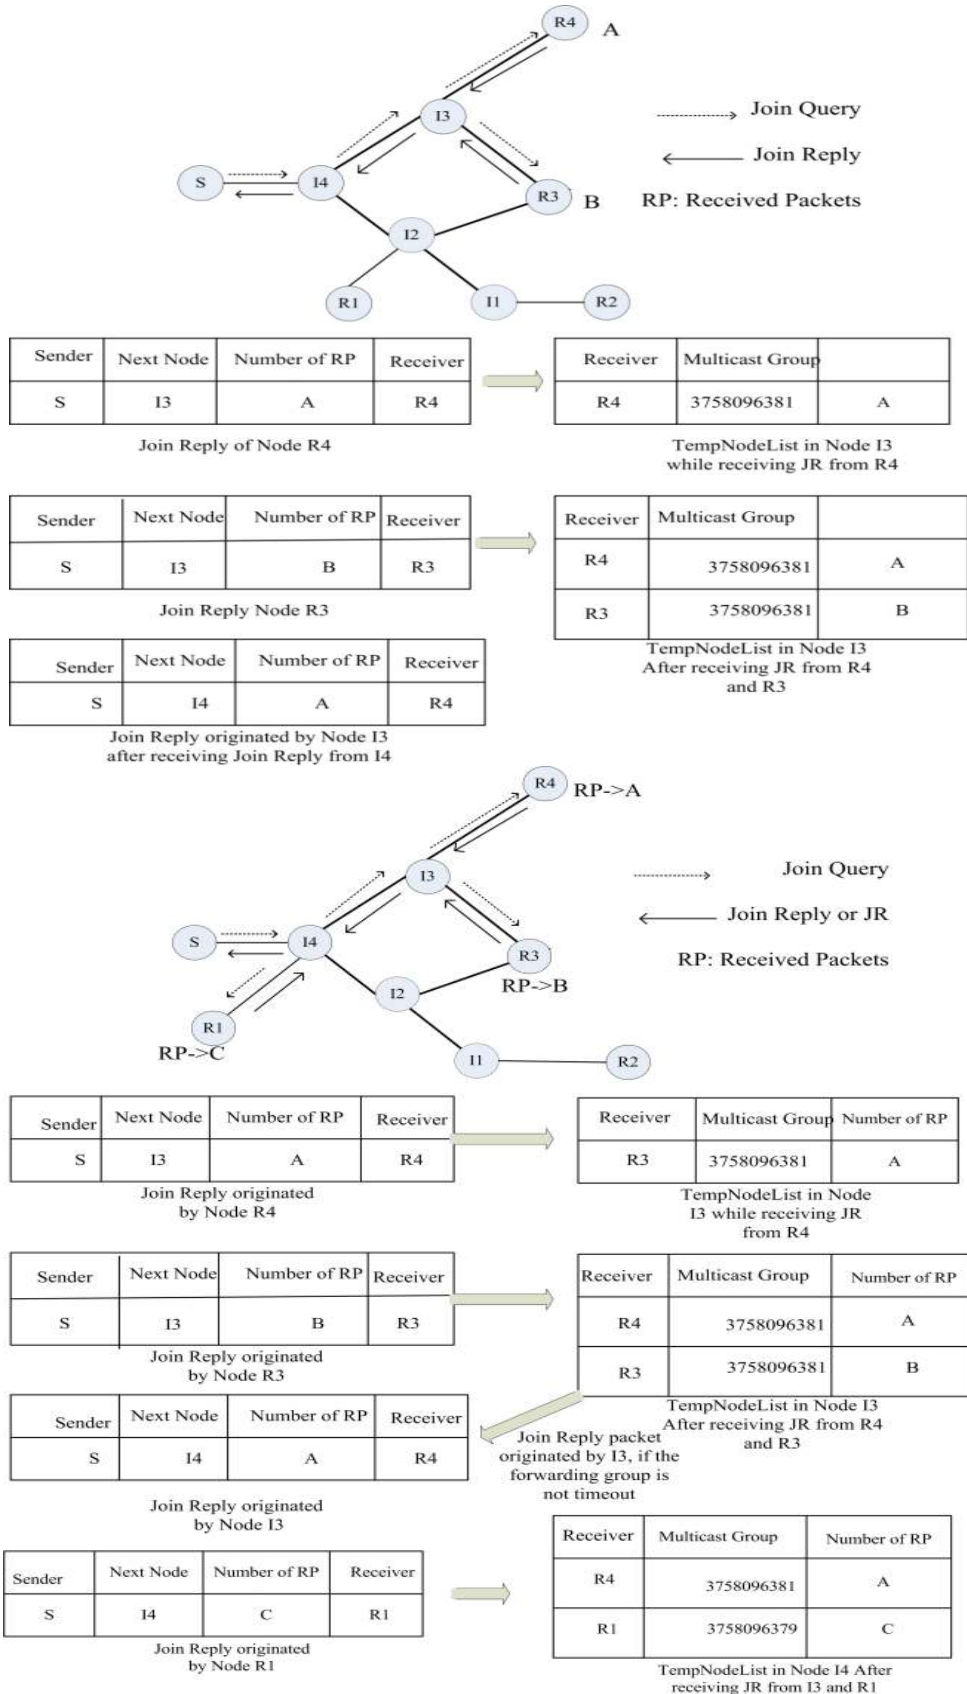 R4 A
I3
Join Query
S
I4
Join Reply
R3 B
RP: Received Packets
I2
R1
I1
R2
Sender Next Node Number of RP Receiver
S I3 A R4
Join Reply of Node R4
Receiver Multicast Group
R4 3758096381 A
TempNodeList in Node I3
while receiving JR from R4
Sender Next Node Number of RP Receiver
S I3 B R3
Join Reply Node R3
Receiver Multicast Group
R4 3758096381 A
R3 3758096381 B
TempNodeList in Node I3
After receiving JR from R4
and R3
Sender Next Node Number of RP Receiver
S I4 A R4
Join Reply originated by Node I3
after receiving Join Reply from I4
R4 RP->A
I3
Join Query
Join Reply or JR
S
I4
R3
RP: Received Packets
RP->B
I2
R1
RP->C
I1
R2
Sender Next Node Number of RP Receiver
S I3 A R4
Join Reply originated
by Node R4
Receiver Multicast Group Number of RP
R3 3758096381 A
TempNodeList in Node
I3 while receiving JR
from R4
Sender Next Node Number of RP Receiver
S I3 B R3
Join Reply originated
by Node R3
Receiver Multicast Group Number of RP
R4 3758096381 A
R3 3758096381 B
TempNodeList in Node I3
After receiving JR from R4
and R3
Sender Next Node Number of RP Receiver
S I4 A R4
Join Reply originated
by Node I3
Join Reply packet
originated by I3, if the
forwarding group is
not timeout
Sender Next Node Number of RP Receiver
S I4 C R1
Join Reply originated
by Node R1
Receiver Multicast Group Number of RP
R4 3758096381 A
R1 3758096379 C
TempNodeList in Node I4 After
receiving JR from I3 and R1